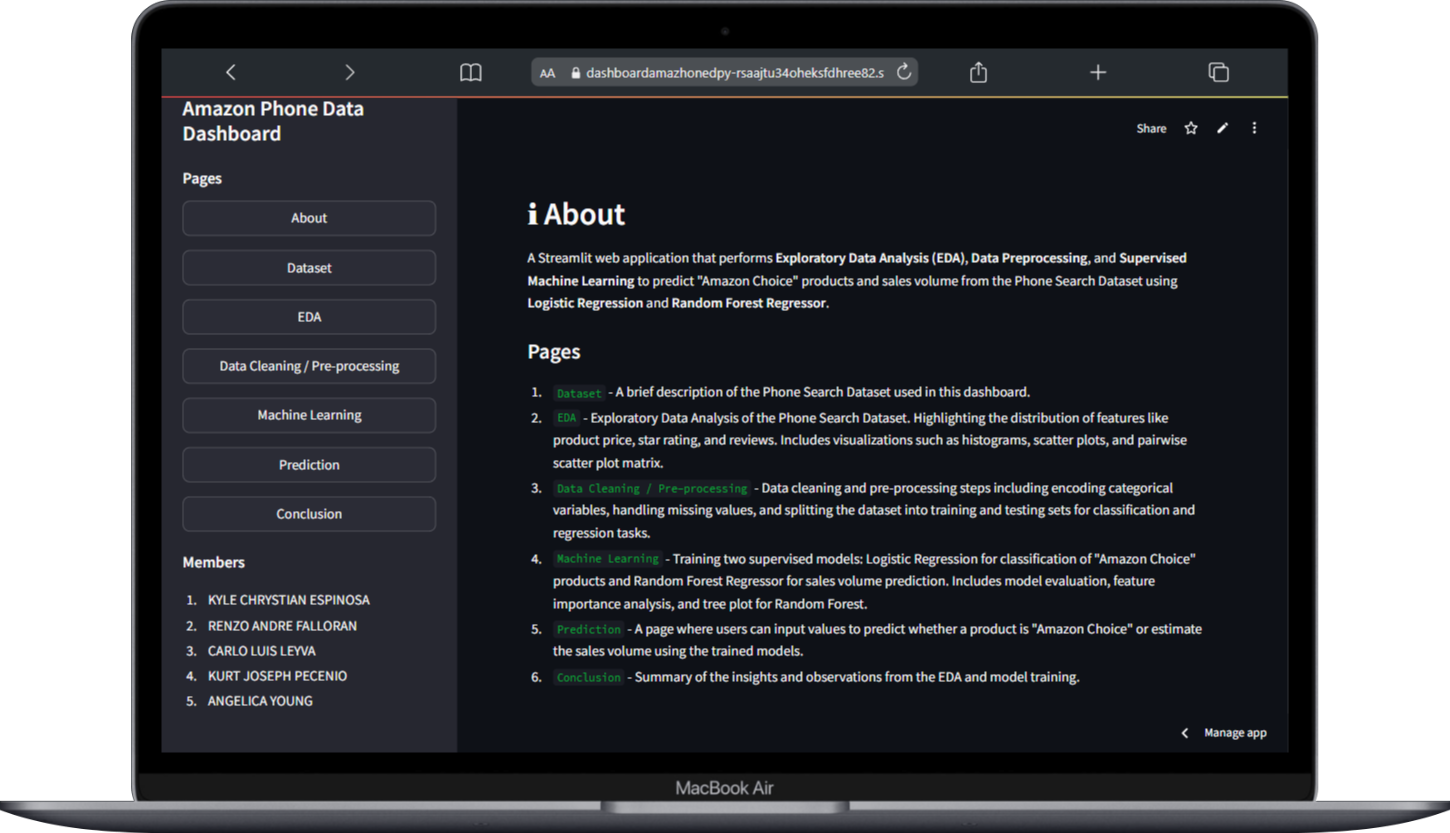 AA dashboardamazhonedpy-rsaajtu34oheksfdhree82.s
Amazon Phone Data
Dashboard
Pages
About
Dataset
EDA
Data Cleaning / Pre-processing
Machine Learning
Prediction
Conclusion
Members
1. KYLE CHRYSTIAN ESPINOSA
2. RENZO ANDRE FALLORAN
3. CARLO LUIS LEYVA
4. KURT JOSEPH PECENIO
5. ANGELICA YOUNG
Share
i About
A Streamlit web application that performs Exploratory Data Analysis (EDA), Data Preprocessing, and Supervised
Machine Learning to predict "Amazon Choice" products and sales volume from the Phone Search Dataset using
Logistic Regression and Random Forest Regressor.
Pages
1. Dataset - A brief description of the Phone Search Dataset used in this dashboard.
2. EDA - Exploratory Data Analysis of the Phone Search Dataset. Highlighting the distribution of features like
product price, star rating, and reviews. Includes visualizations such as histograms, scatter plots, and pairwise
scatter plot matrix.
3. Data Cleaning / Pre-processing - Data cleaning and pre-processing steps including encoding categorical
variables, handling missing values, and splitting the dataset into training and testing sets for classification and
regression tasks.
4. Machine Learning - Training two supervised models: Logistic Regression for classification of "Amazon Choice"
products and Random Forest Regressor for sales volume prediction. Includes model evaluation, feature
importance analysis, and tree plot for Random Forest.
5. Prediction - A page where users can input values to predict whether a product is "Amazon Choice" or estimate
the sales volume using the trained models.
6. Conclusion - Summary of the insights and observations from the EDA and model training.
Manage app
MacBook Air